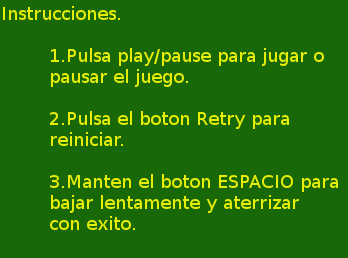 Instrucciones.
1.Pulsa play/pause para jugar o
pausar el juego.
2.Pulsa el boton Retry para
reiniciar.
3.Manten el boton ESPACIO para
bajar lentamente y aterrizar
con exito.